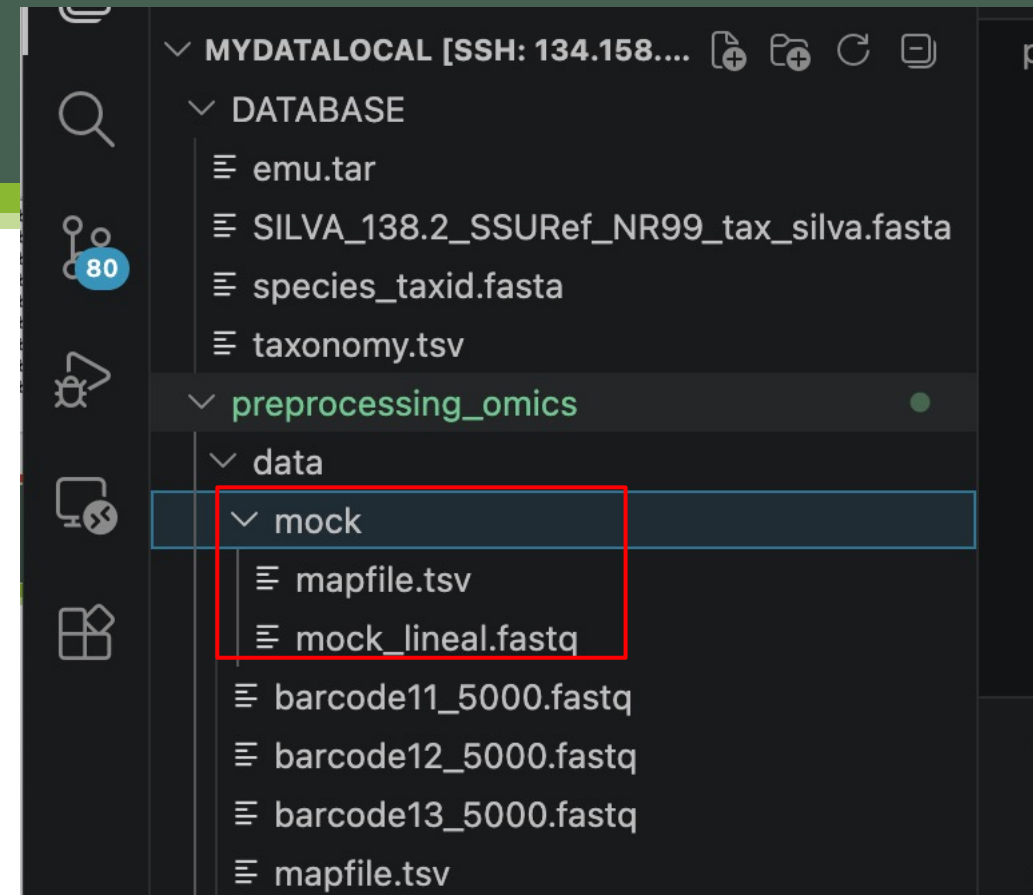 MYDATALOCAL [SSH: 134.158....
DATABASE
emu.tar
SILVA_138.2_SSURef_NR99_tax_silva.fasta
80
species_taxid.fasta
taxonomy.tsv
preprocessing_omics
data
mock
mapfile.tsv
mock_lineal.fastq
barcode11_5000.fastq
barcode12_5000.fastq
barcode13_5000.fastq
mapfile.tsv